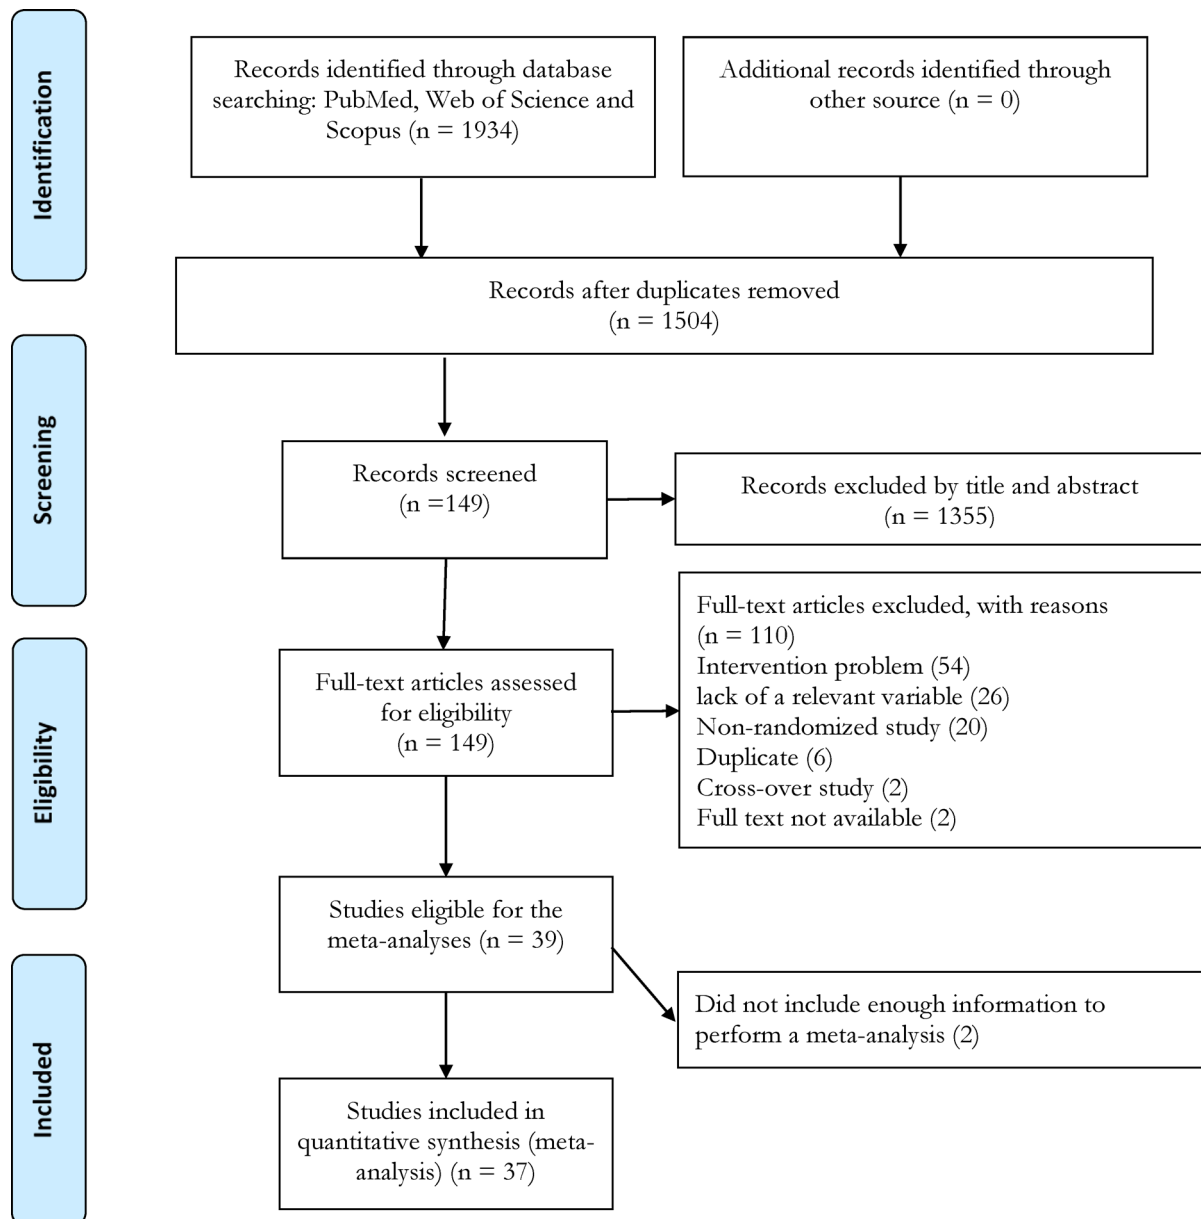 Identification
Records identified through database
searching: PubMed, Web of Science and
Scopus (n = 1934)
Additional records identified through
other source (n = 0)
Records after duplicates removed
(n = 1504)
Screening
Records screened
(n =149)
Records excluded by title and abstract
(n = 1355)
Eligibility
Full-text articles assessed
for eligibility
(n = 149)
Full-text articles excluded, with reasons
(n = 110)
Intervention problem (54)
lack of a relevant variable (26)
Non-randomized study (20)
Duplicate (6)
Cross-over study (2)
Full text not available (2)
Studies eligible for the
meta-analyses (n = 39)
Included
Did not include enough information to
perform a meta-analysis (2)
Studies included in
quantitative synthesis (meta-
analysis) (n = 37)